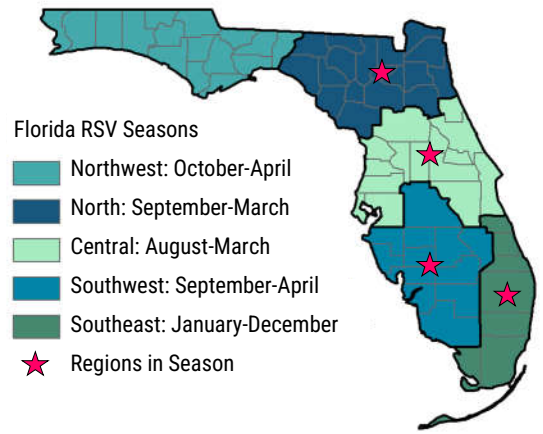 Florida RSV Seasons
Northwest: October-April
North: September-March
Central: August-March
Southwest: September-April
Southeast: January-December
Regions in Season